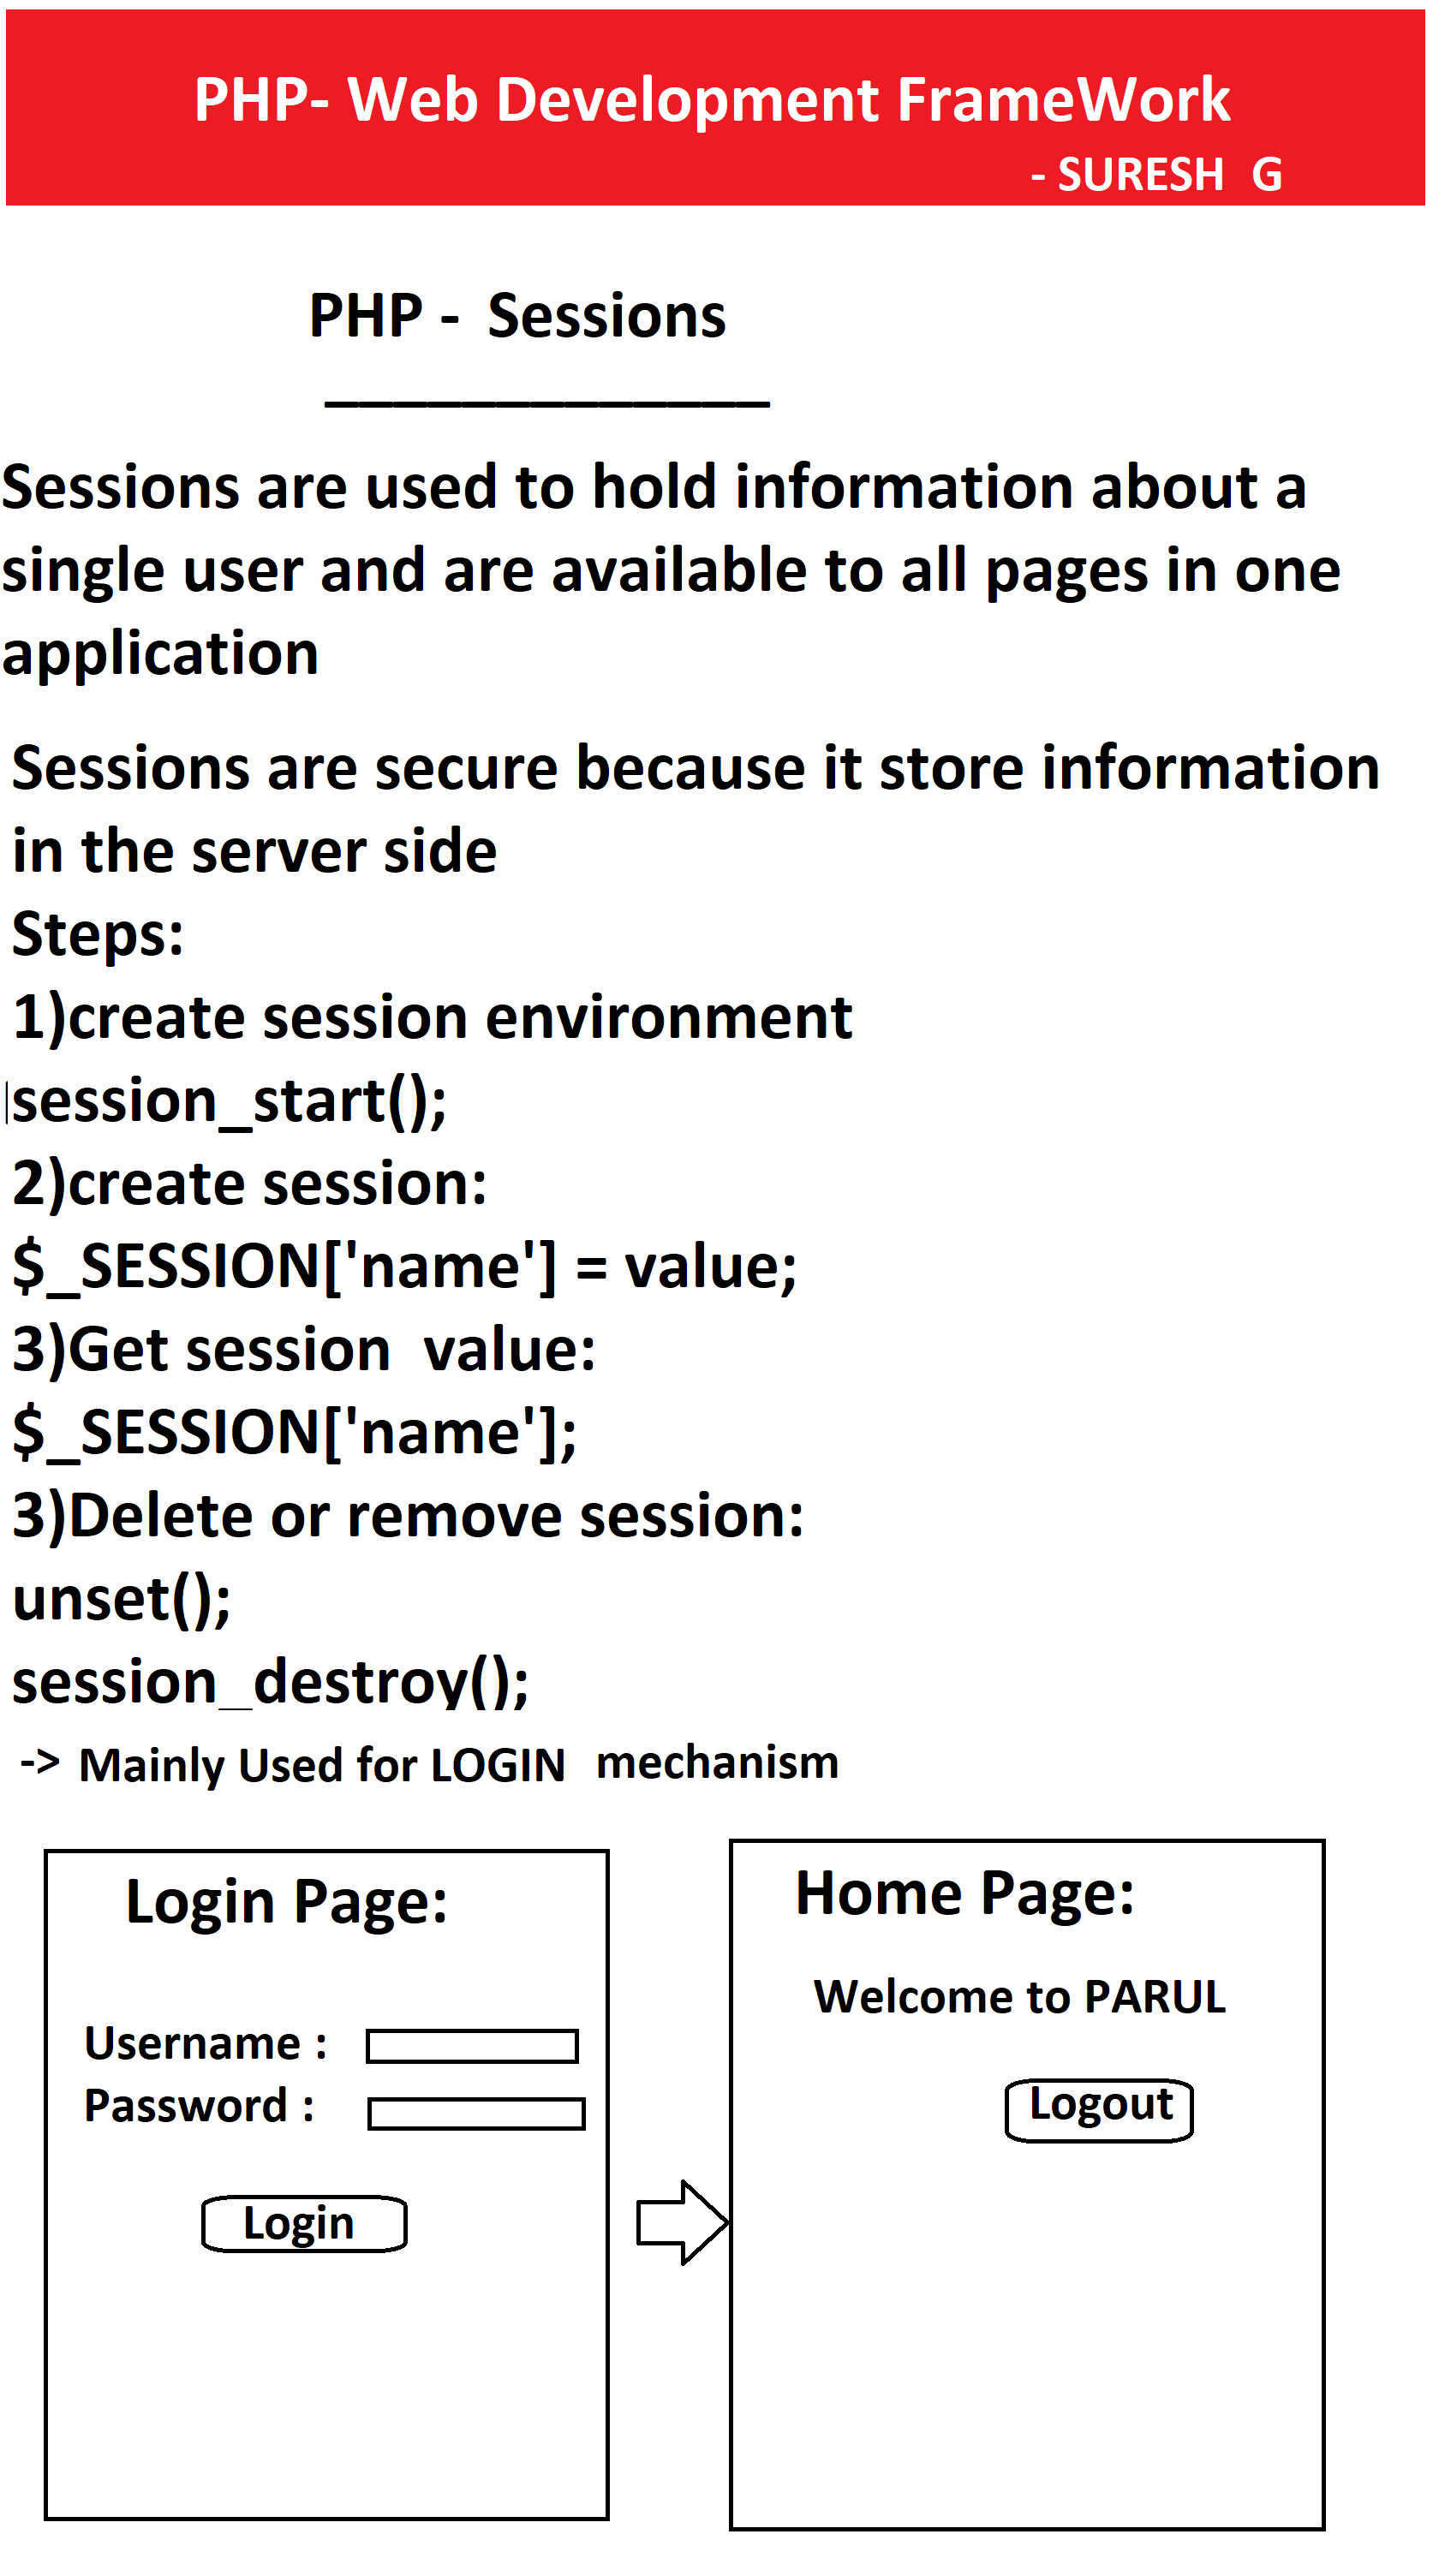 PHP- Web Development FrameWork
- SURESH G
PHP - Sessions
_____________
Sessions are used to hold information about a
single user and are available to all pages in one
application
Sessions are secure because it store information
in the server side
Steps:
1)create session environment
session_start();
2)create session:
$_SESSION['name'] = value;
3)Get session value:
$_SESSION['name'];
3)Delete or remove session:
unset();
session_destroy();
-> Mainly Used for LOGIN mechanism
Login Page:
Username :
Password :
Login
Home Page:
Welcome to PARUL
Logout